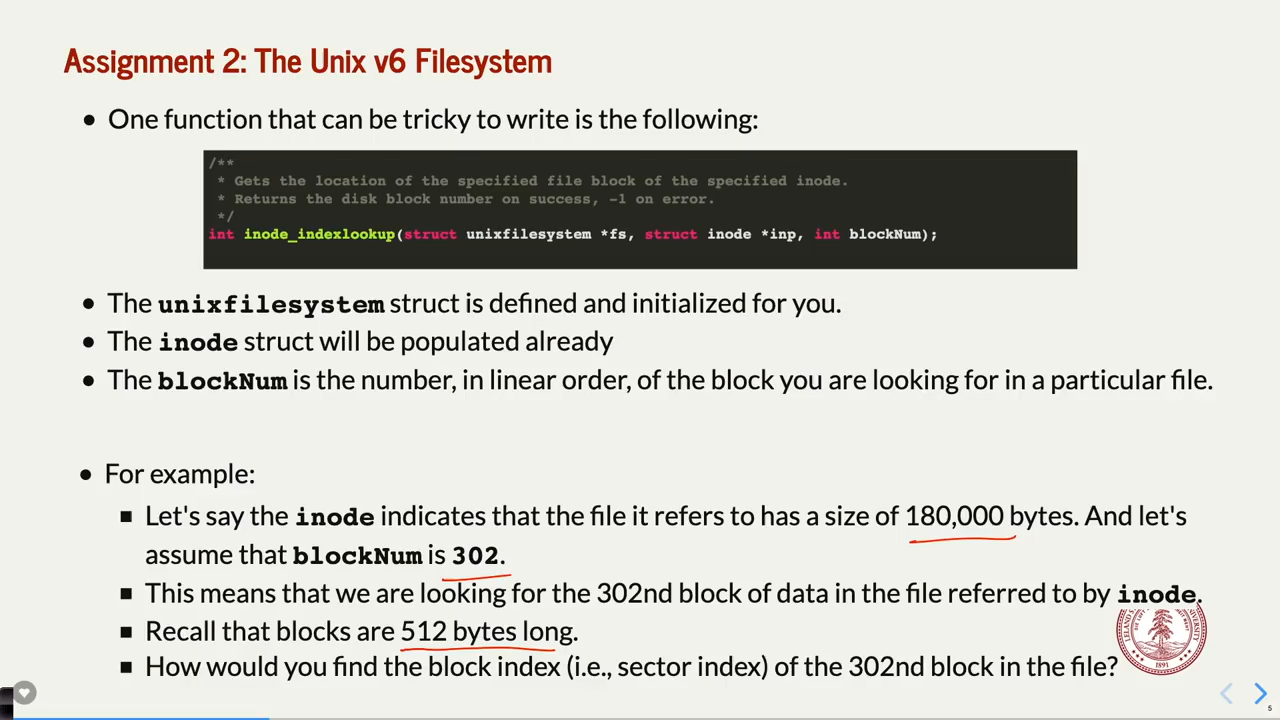 Assignment 2: The Unix v6 Filesystem
• One function that can be tricky to write is the following:
/**
* Gets the location of the specified file block of the specified inode.
* Returns the disk block number on success, -1 on error.
*/
int inode_indexlookup(struct unixfilesystem *fs, struct inode *inp, int blockNum);
• The unixfilesystem struct is defined and initialized for you.
• The inode struct will be populated already
• The blockNum is the number, in linear order, of the block you are looking for in a particular file.
• For example:
▪ Let's say the inode indicates that the file it refers to has a size of 180,000 bytes. And let's
assume that blockNum is 302.
▪ This means that we are looking for the 302nd block of data in the file referred to by inode.
▪ Recall that blocks are 512 bytes long.
▪ How would you find the block index (i.e., sector index) of the 302nd block in the file?
1891
5